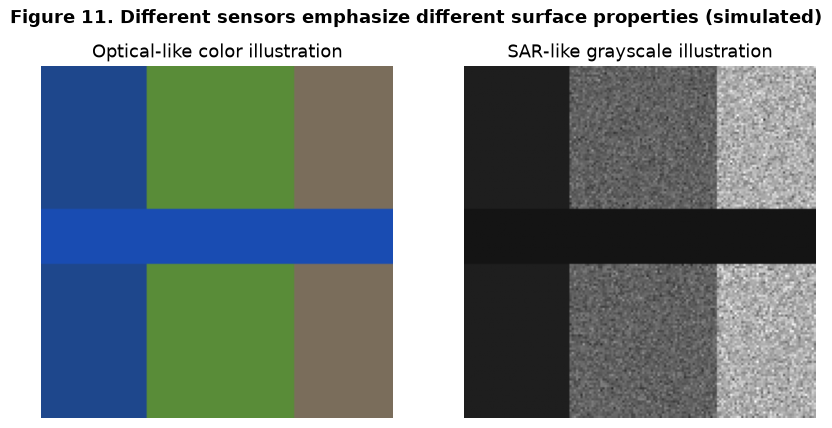 Figure 11. Different sensors emphasize different surface properties (simulated)
Optical-like color illustration
SAR-like grayscale illustration